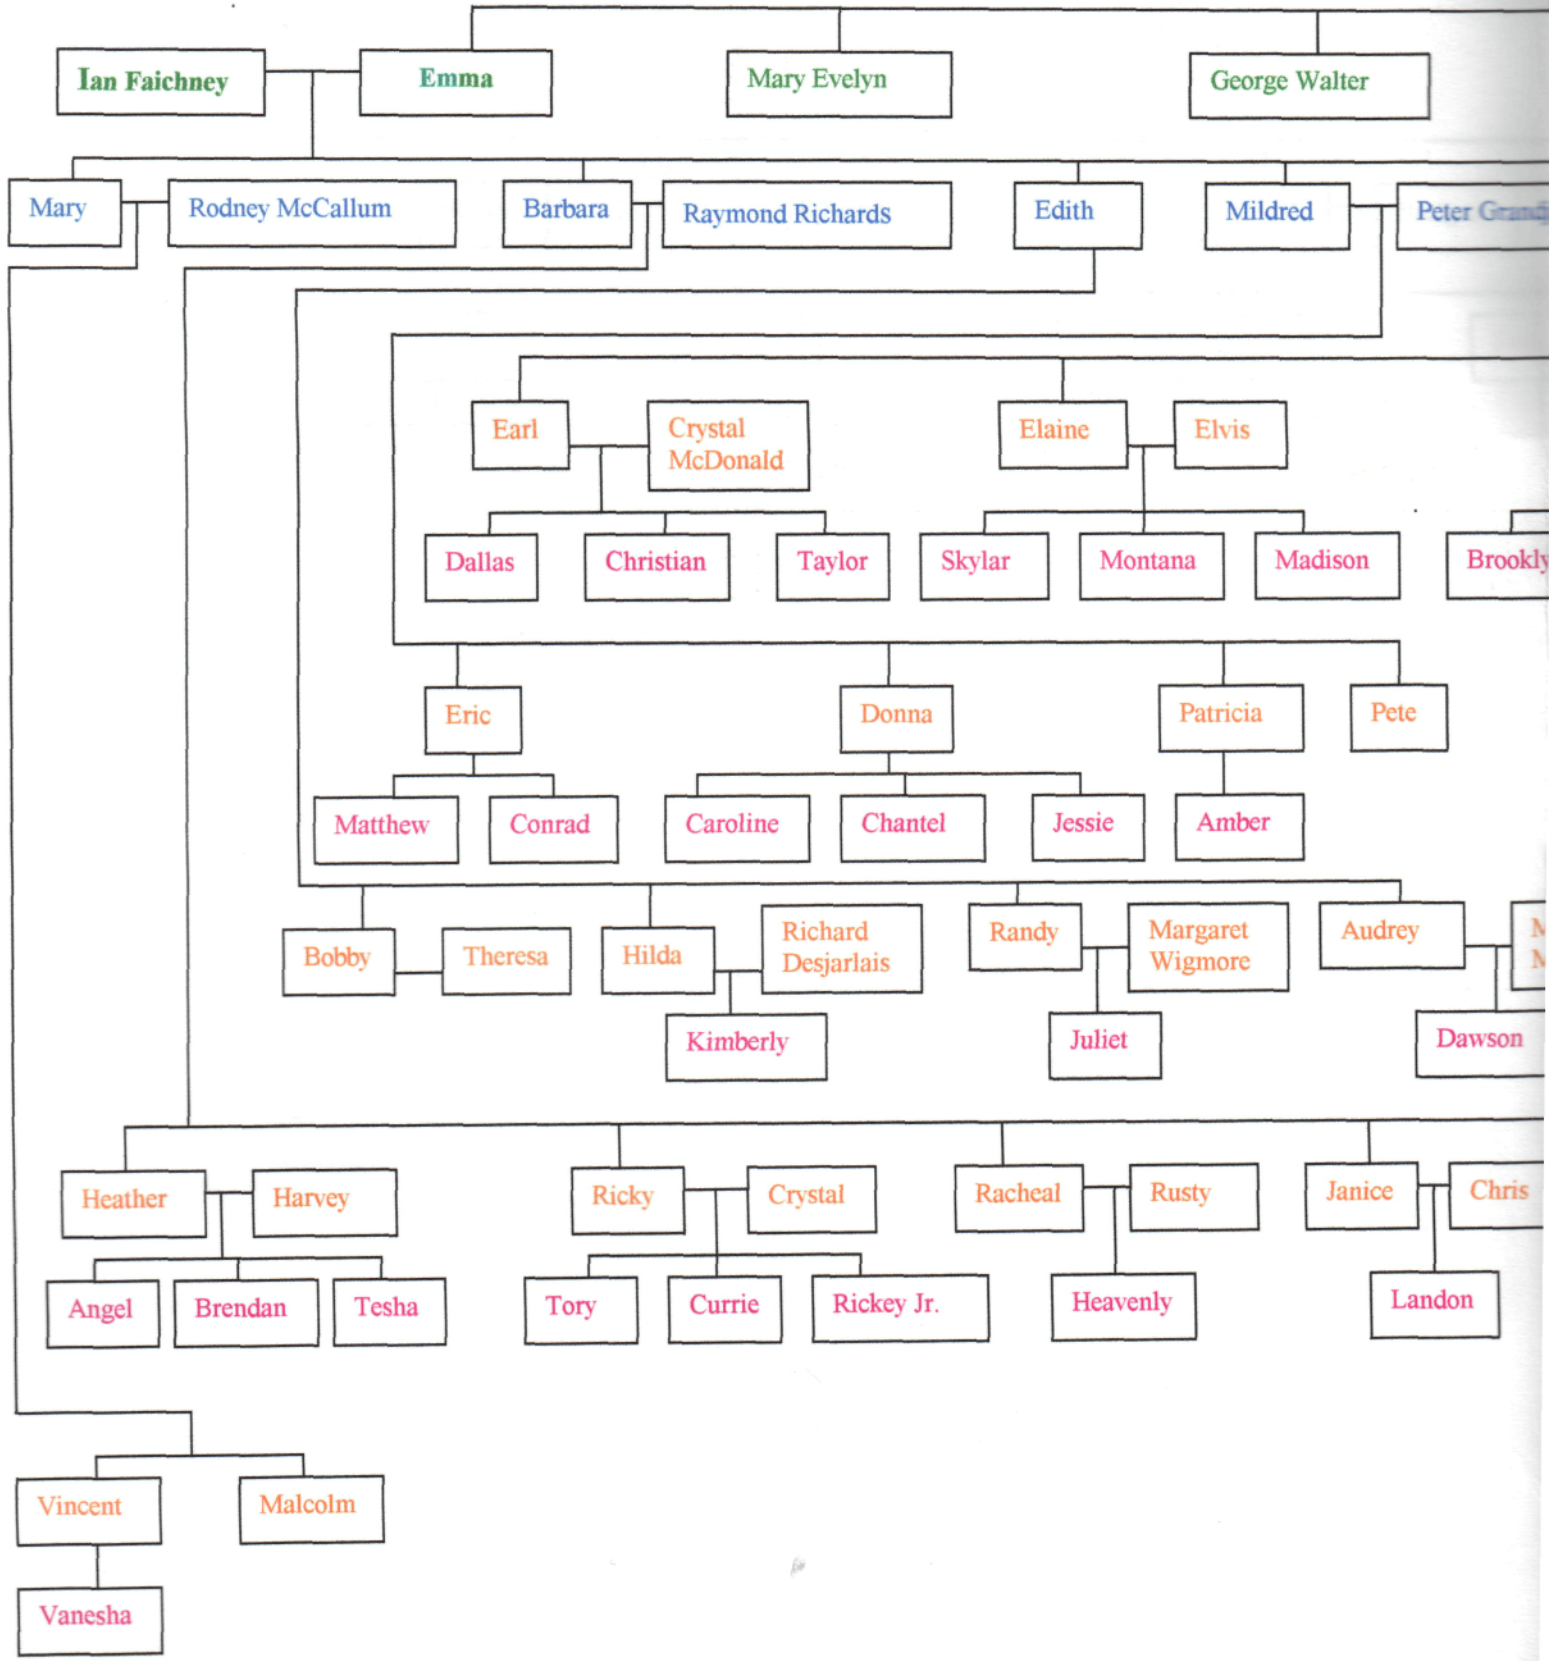 Ian Faichney
Emma
Mary Evelyn
George Walter
Mary
Rodney McCallum
Barbara
Raymond Richards
Edith
Mildred
Peter
Earl
Crystal
McDonald
Elaine
Elvis
Dallas
Christian
Taylor
Skylar
Montana
Madison
Brookly
Eric
Donna
Patricia
Pete
Matthew
Conrad
Caroline
Chantel
Jessie
Amber
Bobby
Theresa
Hilda
Richard
Desjarlais
Randy
Margaret
Wigmore
Audrey
Kimberly
Juliet
Dawson
Heather
Harvey
Ricky
Crystal
Racheal
Rusty
Janice
Chris
Angel
Brendan
Tesha
Tory
Currie
Rickey Jr.
Heavenly
Landon
Vincent
Malcolm
Vanesha